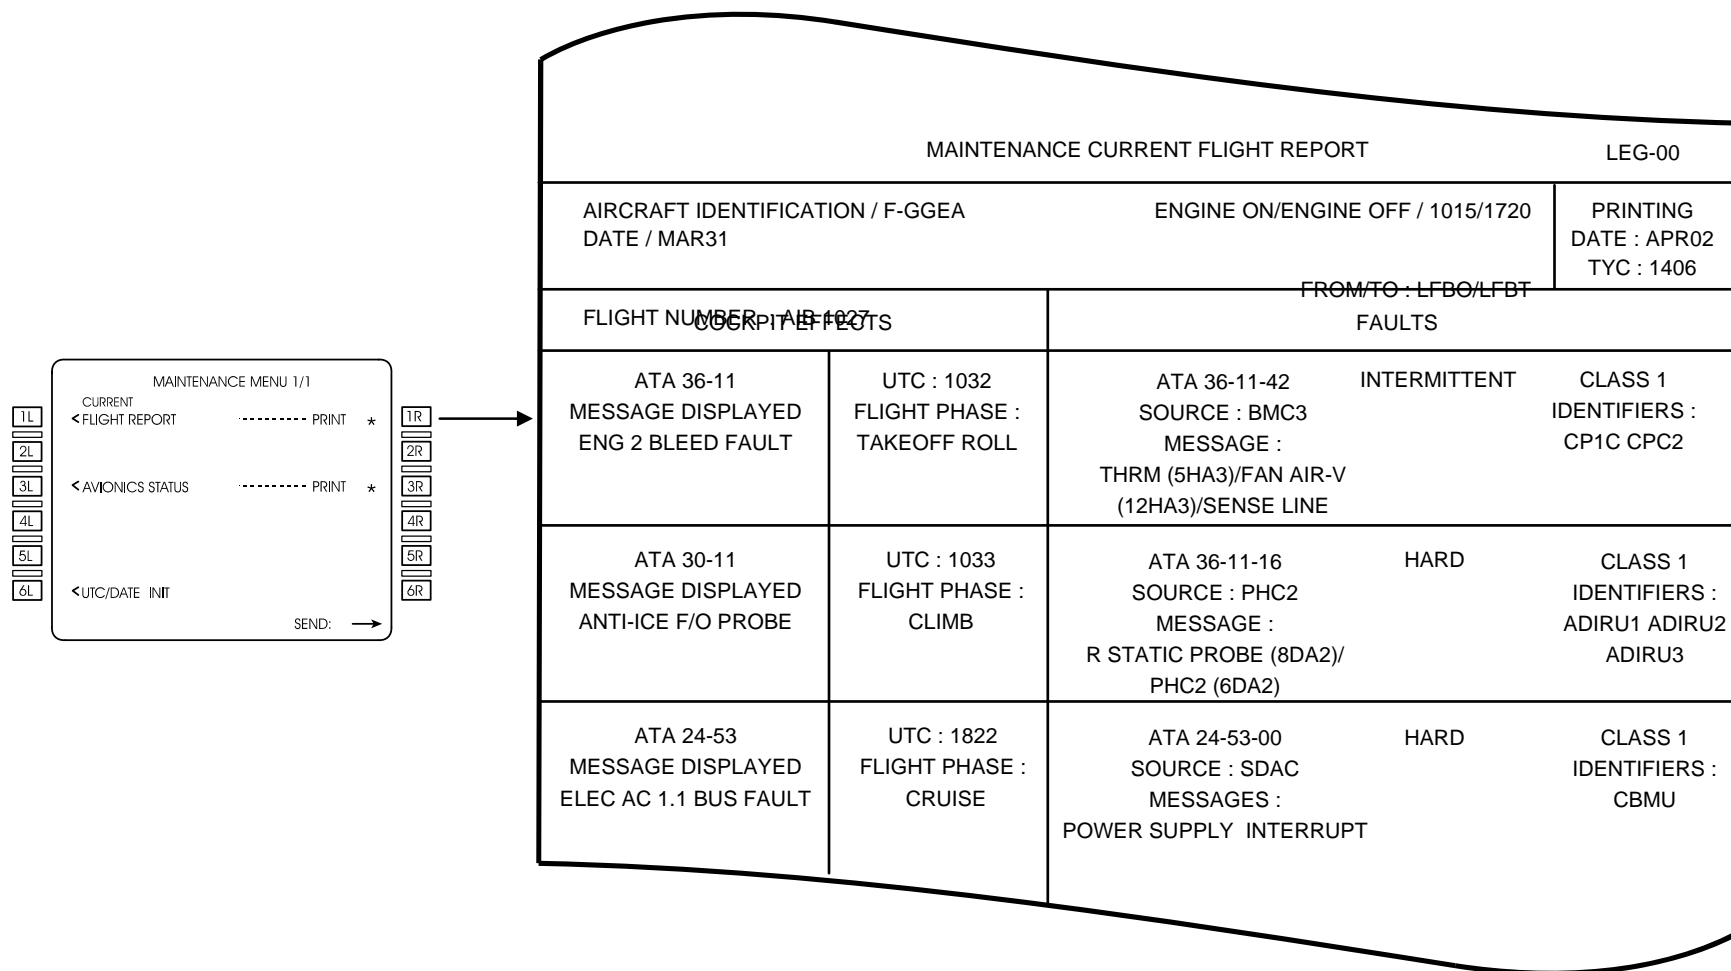 MAINTENANCE CURRENT FLIGHT REPORT LEG-00
AIRCRAFT IDENTIFICATION / F-GGEA ENGINE ON/ENGINE OFF / 1015/1720
DATE / MAR31
PRINTING
DATE : APR02
TYC : 1406
FROM/TO : LFBO/LFBT
FLIGHT NUMBER : AIB 1027
COCKPIT EFFECTS
FAULTS
ATA 36-11
MESSAGE DISPLAYED
ENG 2 BLEED FAULT
UTC : 1032
FLIGHT PHASE :
TAKEOFF ROLL
ATA 36-11-42
SOURCE : BMC3
MESSAGE :
THRM (5HA3)/FAN AIR-V
(12HA3)/SENSE LINE
INTERMITTENT
CLASS 1
IDENTIFIERS :
CP1C CPC2
ATA 30-11
MESSAGE DISPLAYED
ANTI-ICE F/O PROBE
UTC : 1033
FLIGHT PHASE :
CLIMB
ATA 36-11-16
SOURCE : PHC2
MESSAGE :
R STATIC PROBE (8DA2)/
PHC2 (6DA2)
HARD
CLASS 1
IDENTIFIERS :
ADIRU1 ADIRU2
ADIRU3
ATA 24-53
MESSAGE DISPLAYED
ELEC AC 1.1 BUS FAULT
UTC : 1822
FLIGHT PHASE :
CRUISE
ATA 24-53-00
SOURCE : SDAC
MESSAGES :
POWER SUPPLY INTERRUPT
HARD
CLASS 1
IDENTIFIERS :
CBMU
MAINTENANCE MENU 1/1
CURRENT
1L <FLIGHT REPORT -------- PRINT * 1R
2L 2R
3L <AVIONICS STATUS -------- PRINT * 3R
4L 4R
5L 5R
6L <UTC/DATE INIT 6R
SEND: →